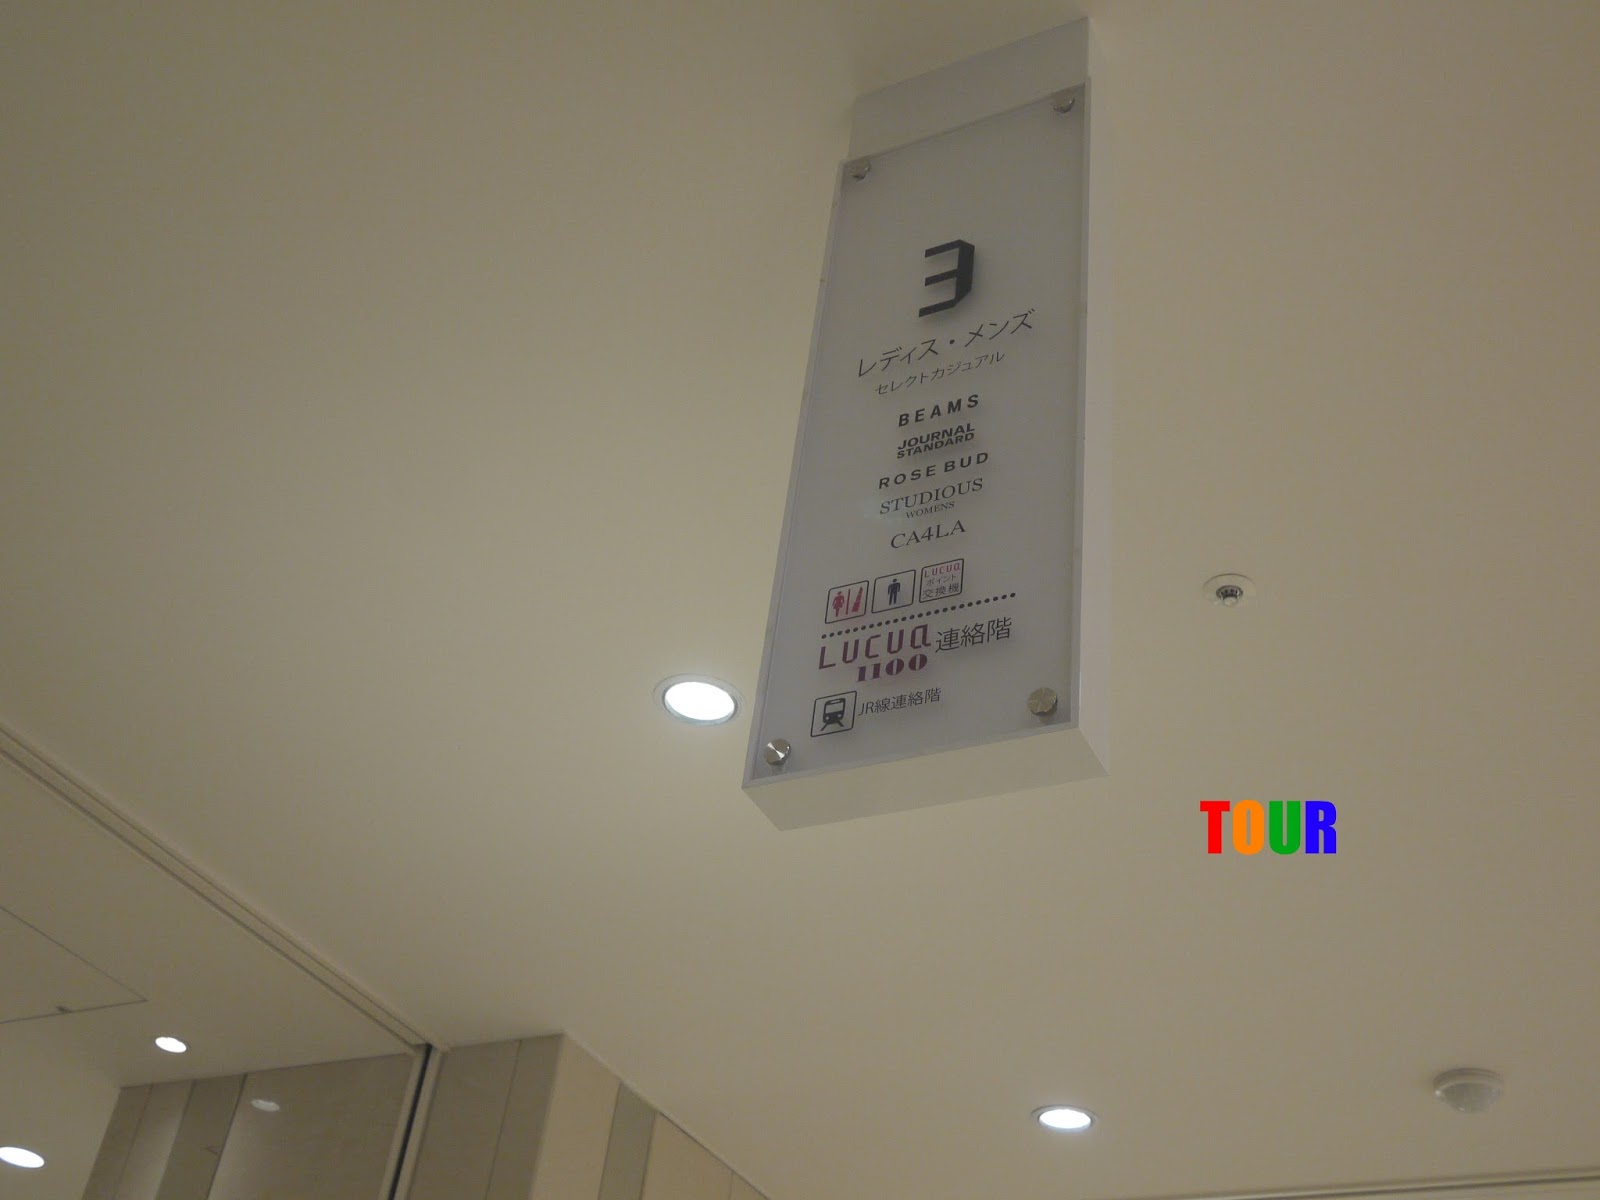 3
レディス・メンズ
セレクトカジュアル
BEAMS
JOURNAL
STANDARD
ROSE BUD
STUDIOUS
WOMENS
CA4LA
LUCUA
ポイント
交換機
LUCUA 連絡階
1100
JR線連絡階
TOUR